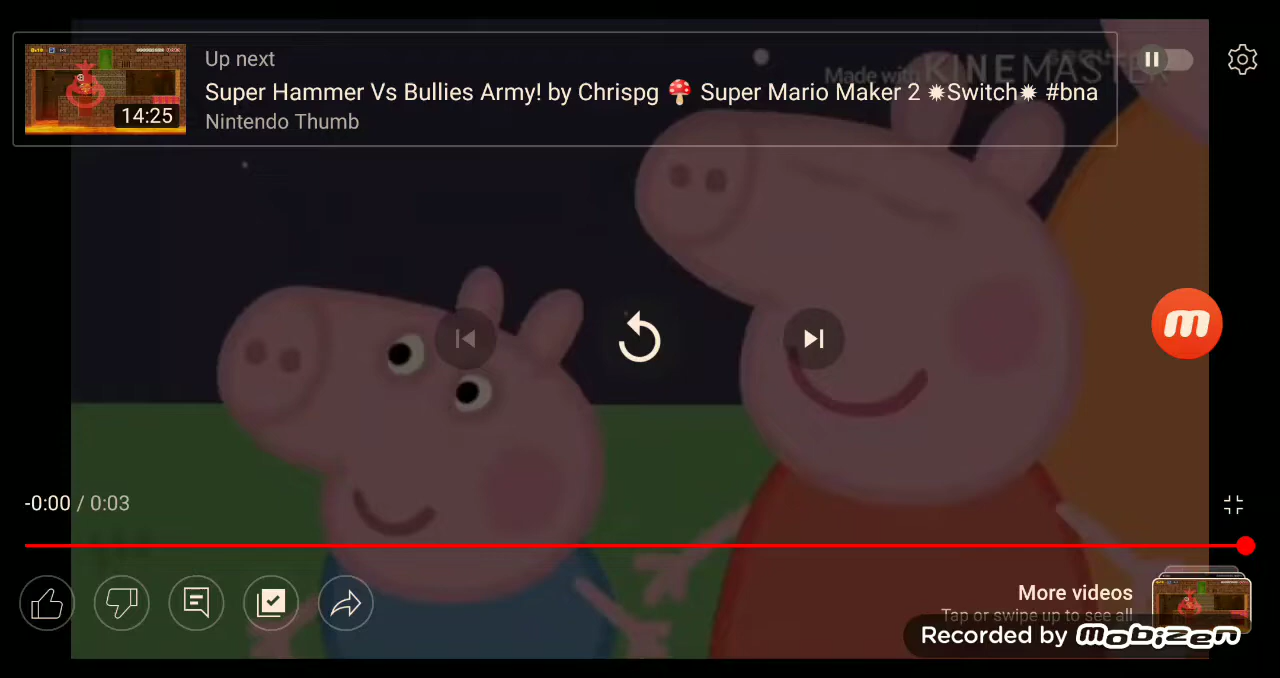 Up next
Made with KINEMASTER
Super Hammer Vs Bullies Army! by Chrispg 🍄 Super Mario Maker 2 ✹Switch✹ #bna
14:25
Nintendo Thumb
-0:00 / 0:03
More videos
Tap or swipe up to see all
Recorded by mobizen